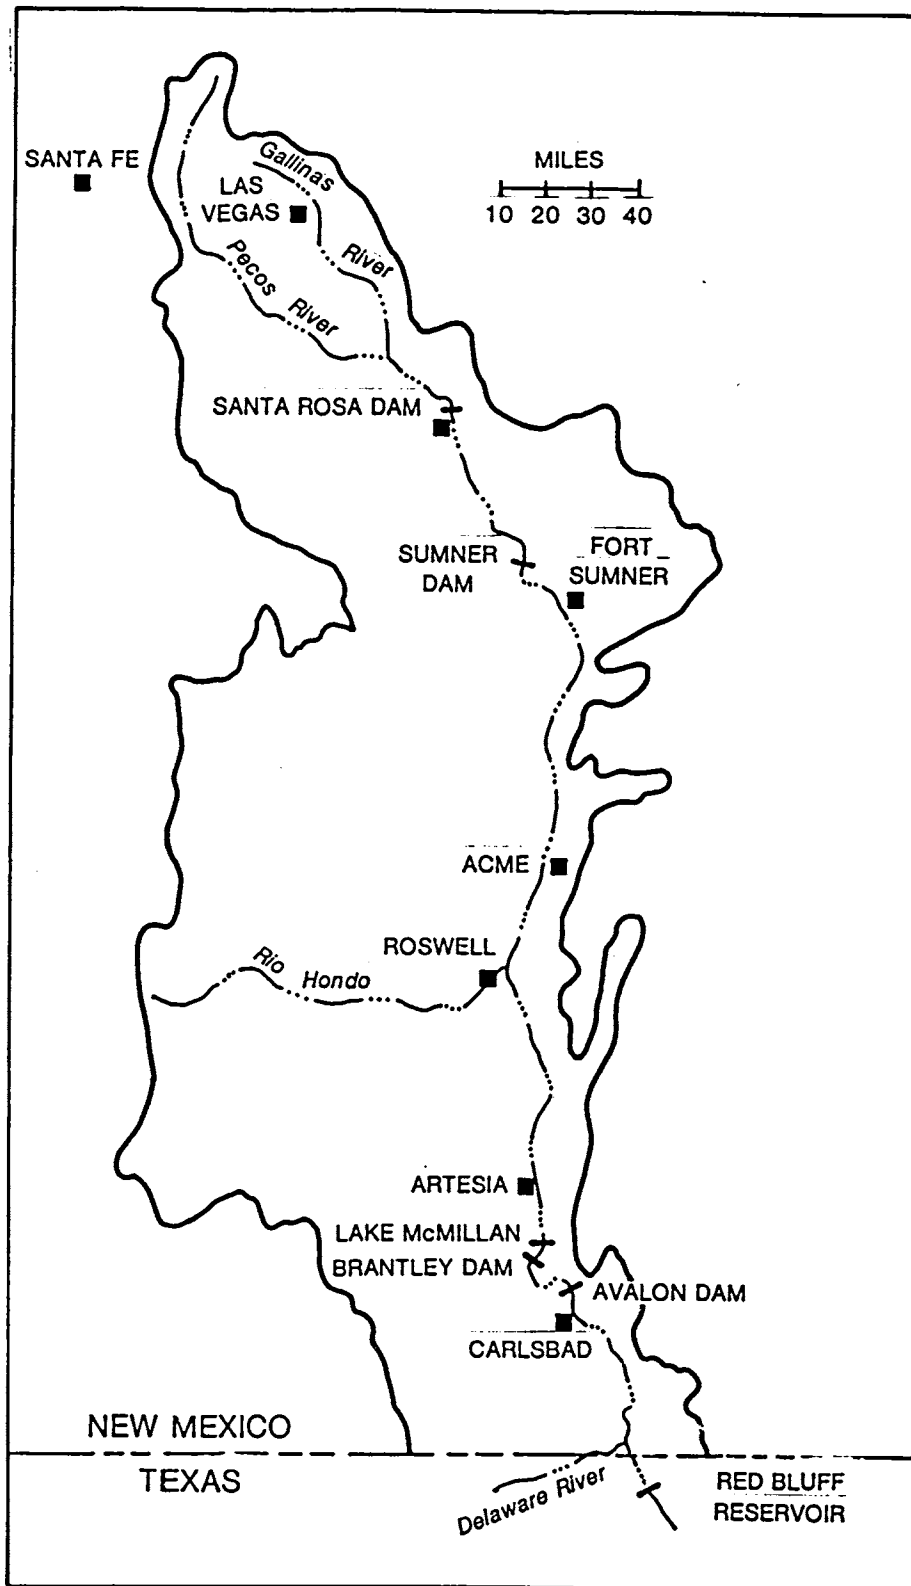 SANTA FE
Gallinas
River
MILES
10 20 30 40
LAS
VEGAS
Pecos
River
SANTA ROSA DAM
SUMNER
DAM
FORT
SUMNER
ACME
ROSWELL
Rio Hondo
ARTESIA
LAKE McMILLAN
BRANTLEY DAM
AVALON DAM
CARLSBAD
NEW MEXICO
TEXAS
Delaware River
RED BLUFF
RESERVOIR